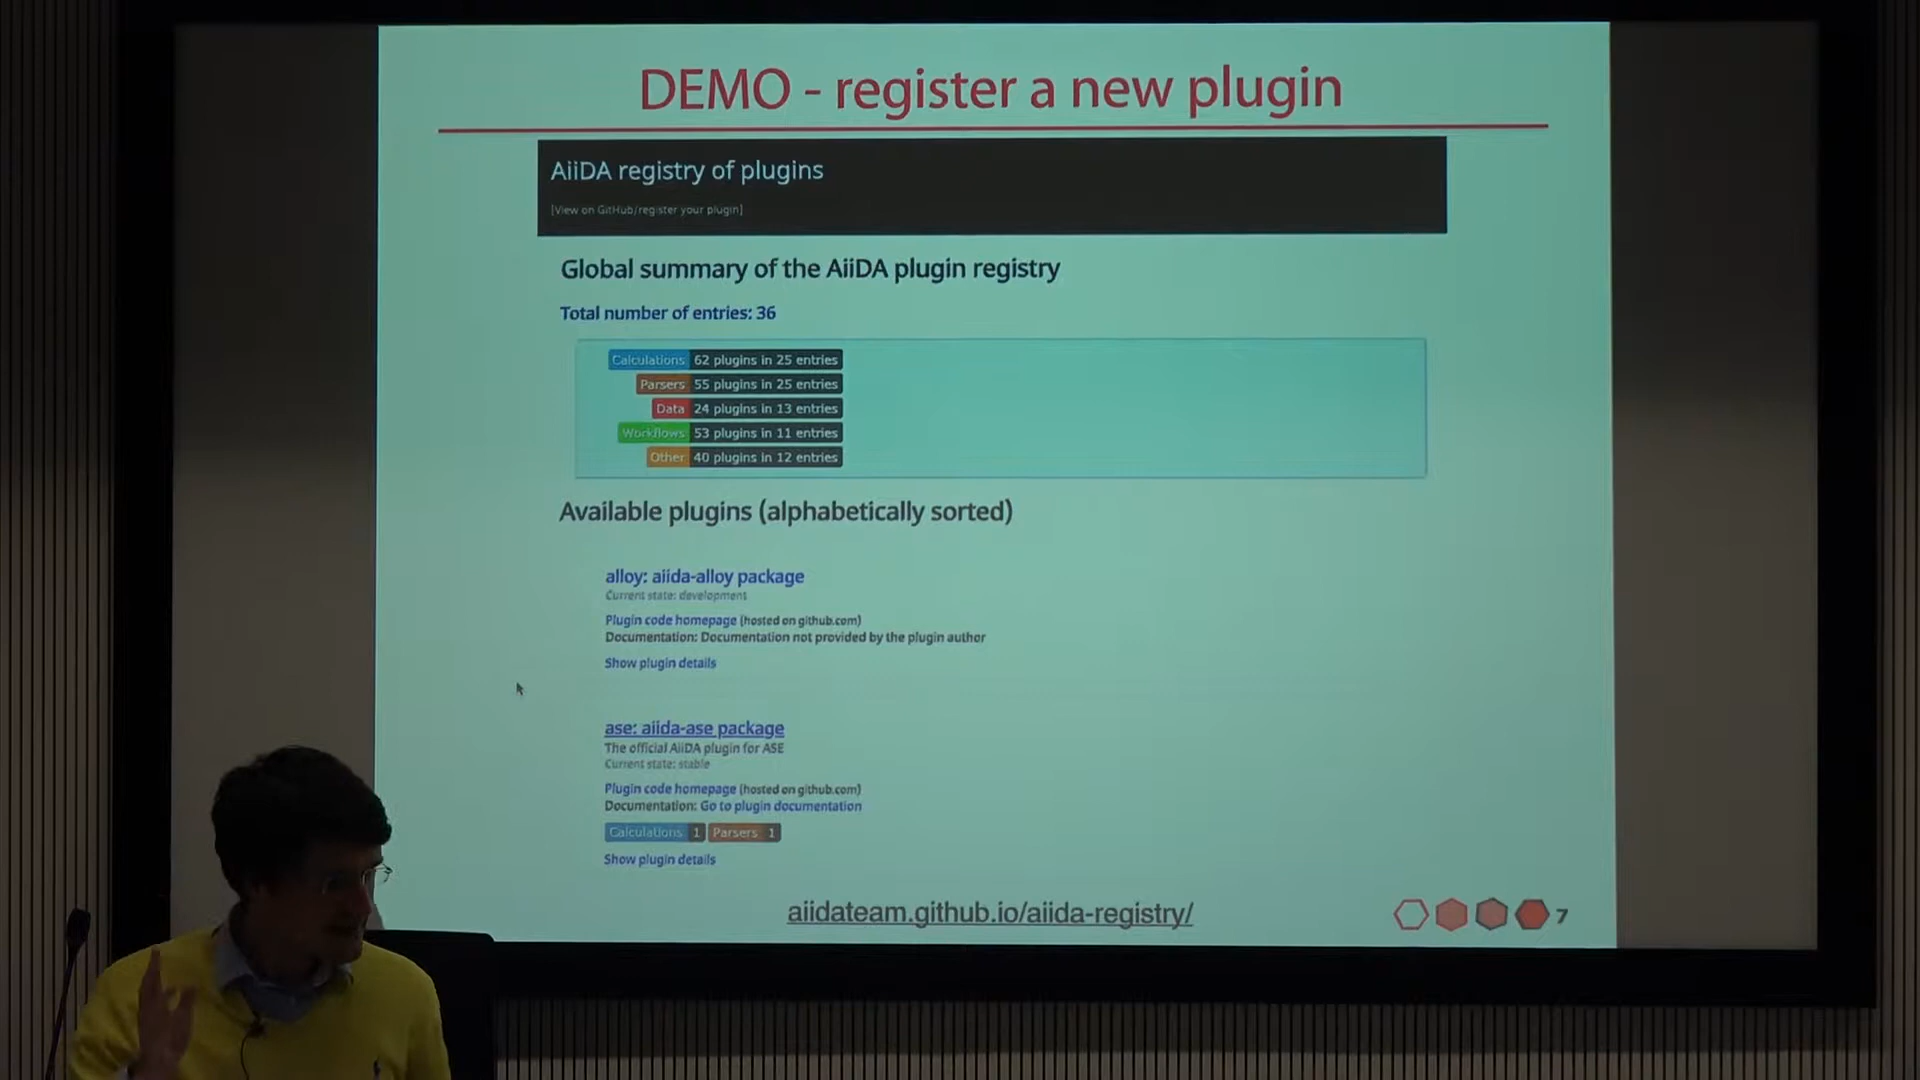 DEMO - register a new plugin
AiiDA registry of plugins
[View on GitHub/register your plugin]
Global summary of the AiiDA plugin registry
Total number of entries: 36
Calculations 62 plugins in 25 entries
Parsers 55 plugins in 25 entries
Data 24 plugins in 13 entries
Workflows 53 plugins in 11 entries
Other 40 plugins in 12 entries
Available plugins (alphabetically sorted)
alloy: aiida-alloy package
Current state: development
Plugin code homepage (hosted on github.com)
Documentation: Documentation not provided by the plugin author
Show plugin details
ase: aiida-ase package
The official AiiDA plugin for ASE
Current state: stable
Plugin code homepage (hosted on github.com)
Documentation: Go to plugin documentation
Calculations 1 Parsers 1
Show plugin details
aiidateam.github.io/aiida-registry/
7